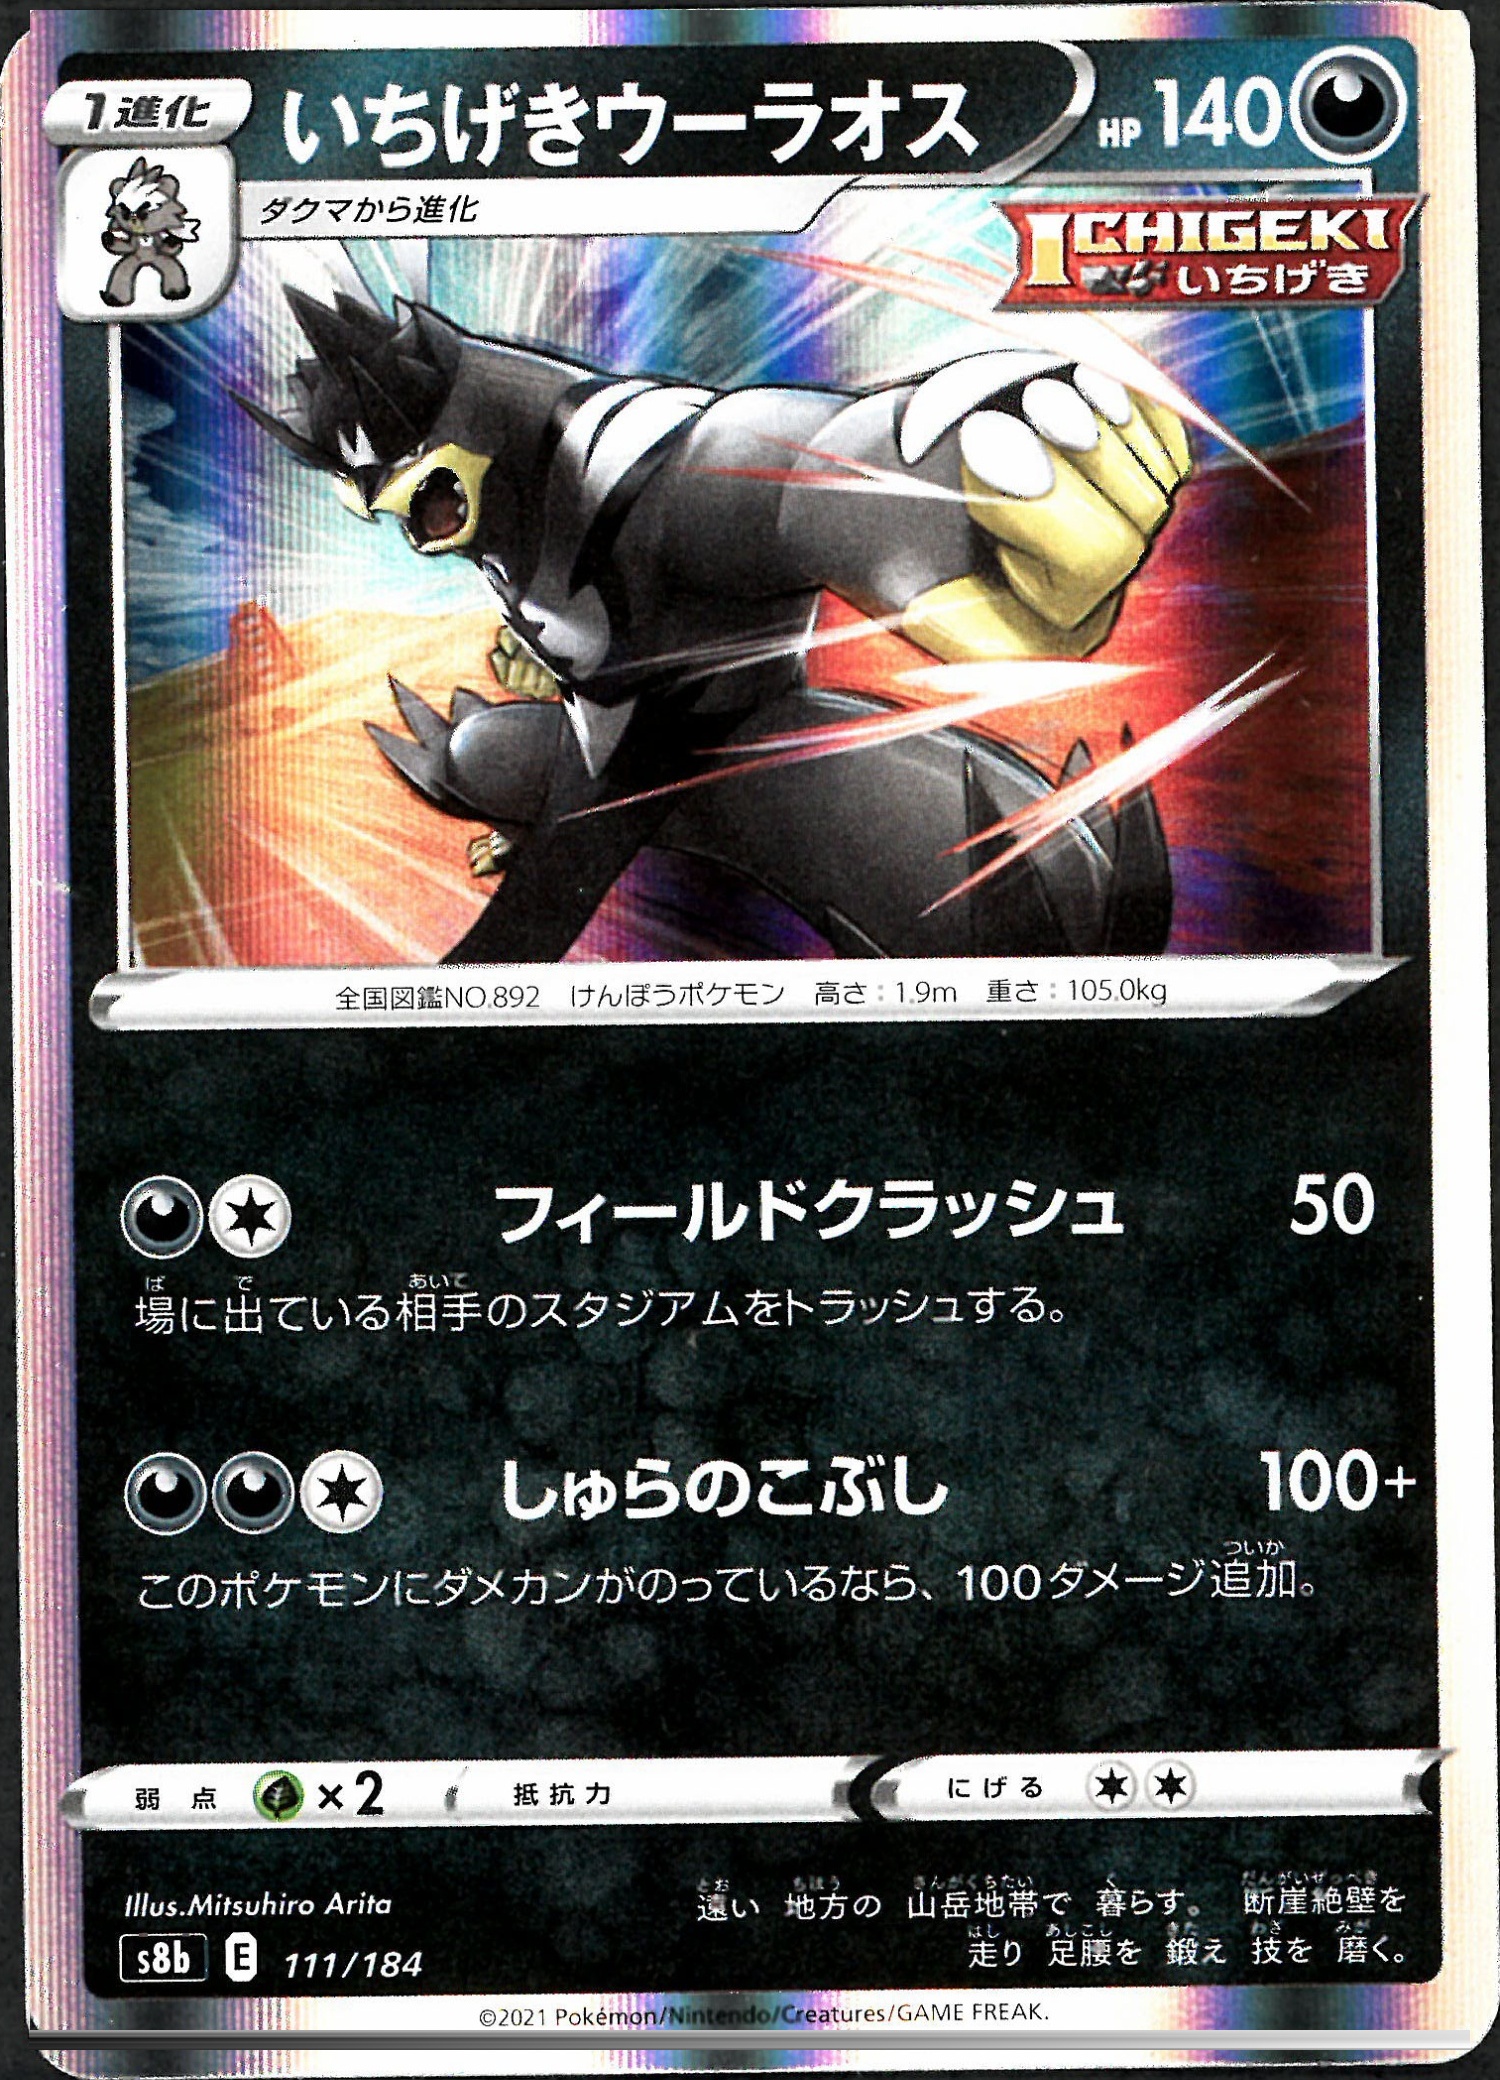 1進化
いちげきウーラオス
HP 140
タクマから進化
ICHIGEKI
いちげき
全国図鑑NO.892 けんぽうポケモン 高さ:1.9m 重さ:105.0kg
フィールドクラッシュ 50
場に出ている相手のスタジアムをトラッシュする。
しゅらのこぶし 100+
このポケモンにダメカンがのっているなら、100ダメージ追加。
弱点 ×2 抵抗力 にげる
Illus.Mitsuhiro Arita
遠い 地方の 山岳地帯で 暮らす。 断崖絶壁を
走り 足腰を 鍛え 技を 磨く。
s8b E 111/184
©2021 Pokémon/Nintendo/Creatures/GAME FREAK.